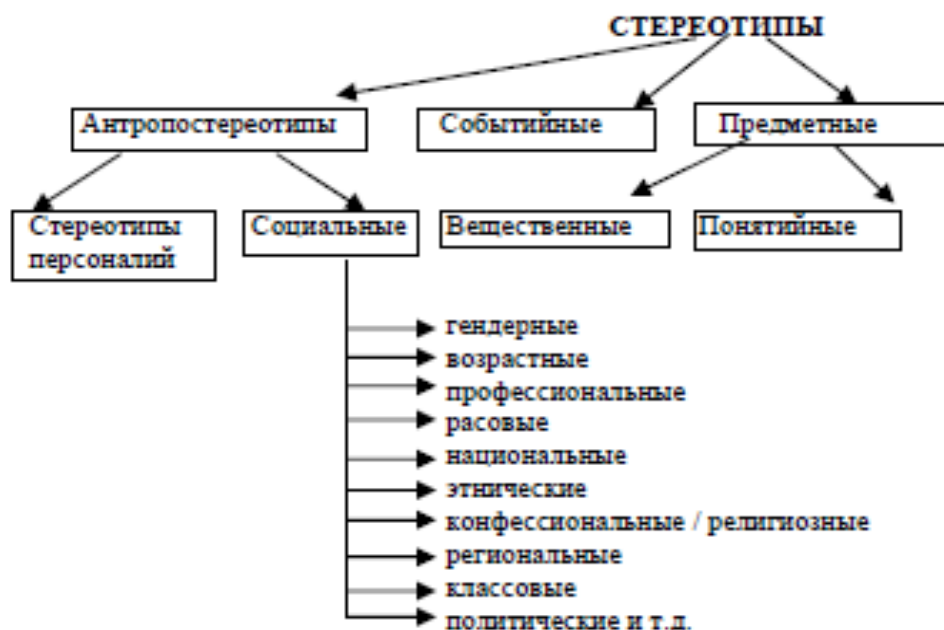 СТЕРЕОТИПЫ
Антропостереотипы
Событийные
Предметные
Стереотипы
персоналий
Социальные
Вещественные
Понятийные
гендерные
возрастные
профессиональные
расовые
национальные
этнические
конфессиональные / религиозные
региональные
классовые
политические и т.д.